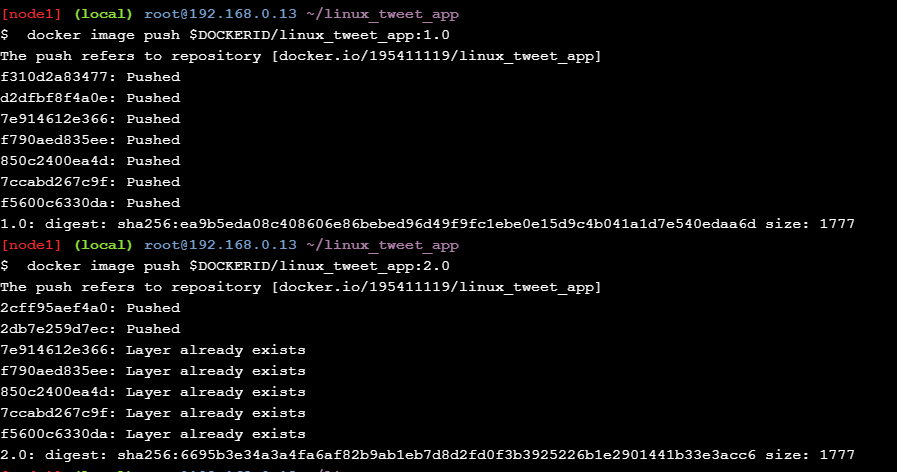 [node1] (local) root@192.168.0.13 ~/linux_tweet_app
$  docker image push $DOCKERID/linux_tweet_app:1.0
The push refers to repository [docker.io/195411119/linux_tweet_app]
f310d2a83477: Pushed
d2dfbf8f4a0e: Pushed
7e914612e366: Pushed
f790aed835ee: Pushed
850c2400ea4d: Pushed
7ccabd267c9f: Pushed
f5600c6330da: Pushed
1.0: digest: sha256:ea9b5eda08c408606e86bebed96d49f9fc1ebe0e15d9c4b041a1d7e540edaa6d size: 1777
[node1] (local) root@192.168.0.13 ~/linux_tweet_app
$  docker image push $DOCKERID/linux_tweet_app:2.0
The push refers to repository [docker.io/195411119/linux_tweet_app]
2cff95aef4a0: Pushed
2db7e259d7ec: Pushed
7e914612e366: Layer already exists
f790aed835ee: Layer already exists
850c2400ea4d: Layer already exists
7ccabd267c9f: Layer already exists
f5600c6330da: Layer already exists
2.0: digest: sha256:6695b3e34a3a4fa6af82b9ab1eb7d8d2fd0f3b3925226b1e2901441b33e3acc6 size: 1777